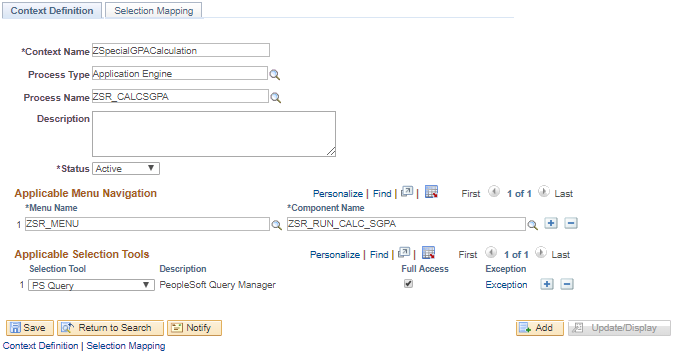 Context Definition Selection Mapping
*Context Name ZSpecialGPACalculation
Process Type Application Engine
Process Name ZSR_CALCSGPA
Description
*Status Active
Applicable Menu Navigation Personalize | Find | | First 1 of 1 Last
*Menu Name *Component Name
1 ZSR_MENU ZSR_RUN_CALC_SGPA
Applicable Selection Tools Personalize | Find | | First 1 of 1 Last
Selection Tool Description Full Access Exception
1 PS Query PeopleSoft Query Manager Exception
Save Return to Search Notify Add Update/Display
Context Definition | Selection Mapping